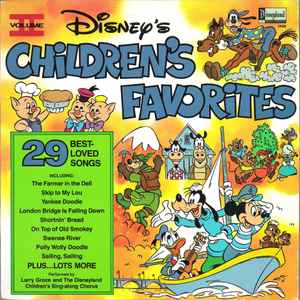 VOLUME
II
Disney's
CHILDREN'S
FAVORITES
Disneyland
29 BEST-
LOVED
SONGS
INCLUDING:
The Farmer in the Dell
Skip to My Lou
Yankee Doodle
London Bridge is Falling Down
Shortnin' Bread
On Top of Old Smokey
Swanee River
Polly Wolly Doodle
Sailing, Sailing
PLUS...LOTS MORE
Performed by
Larry Groce and The Disneyland
Children's Sing-along Chorus